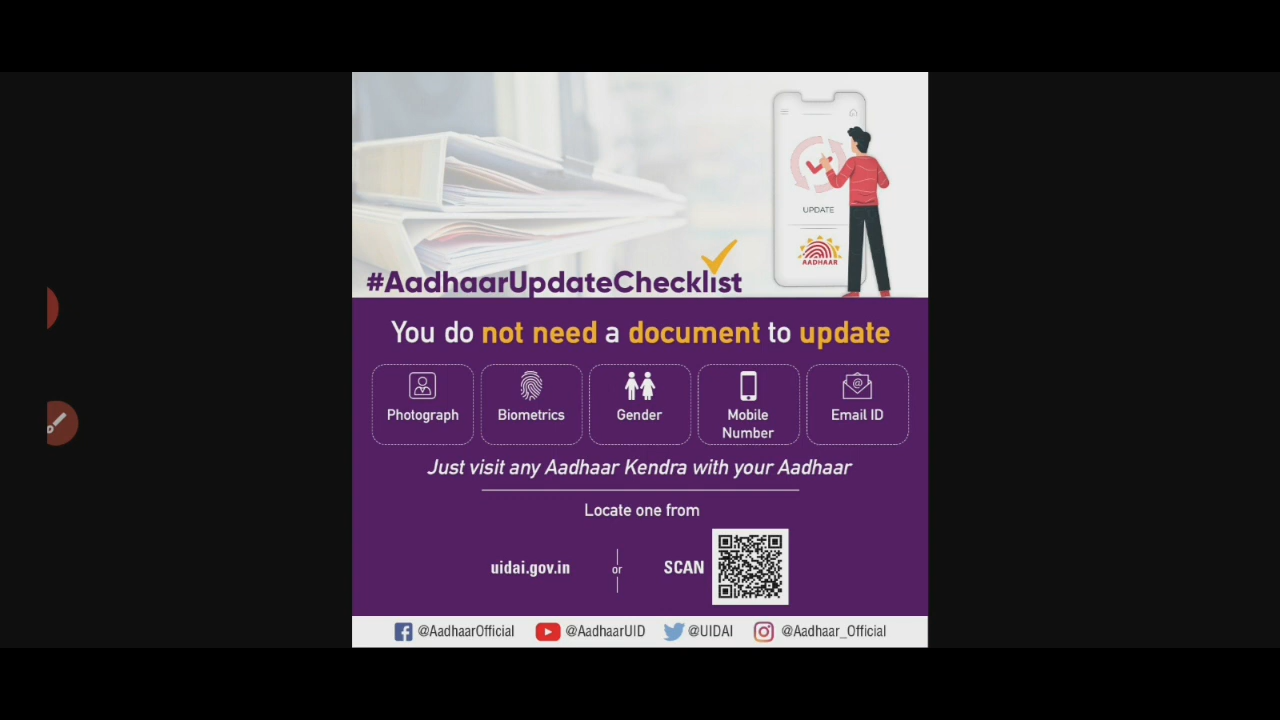 UPDATE
AADHAAR
#AadhaarUpdateChecklist
You do not need a document to update
Photograph
Biometrics
Gender
Mobile
Number
Email ID
Just visit any Aadhaar Kendra with your Aadhaar
Locate one from
uidai.gov.in
or
SCAN
@AadhaarOfficial
@AadhaarUID
@UIDAI
@Aadhaar_Official